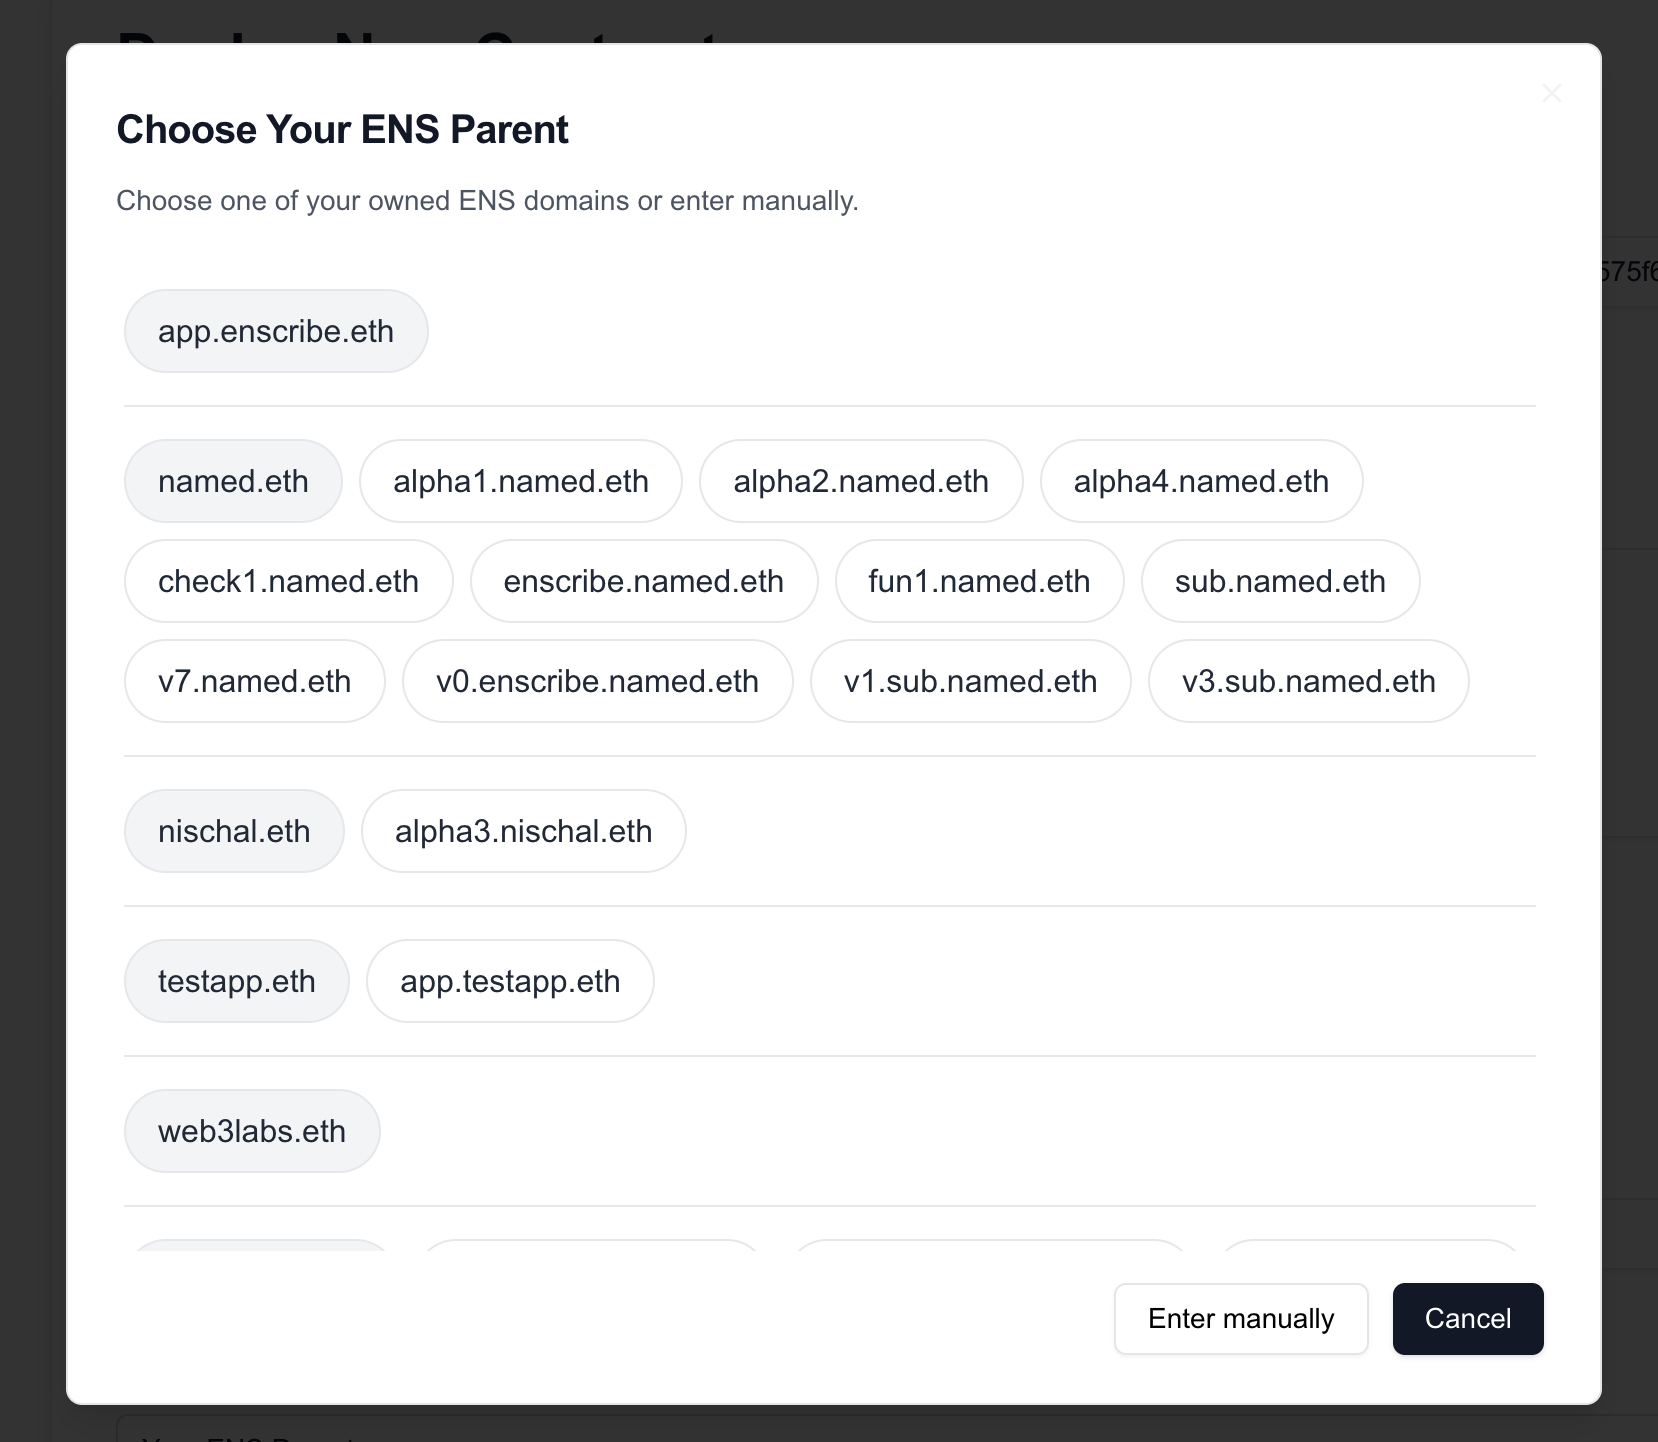 Choose Your ENS Parent
Choose one of your owned ENS domains or enter manually.
575f6
app.enscribe.eth
named.eth alpha1.named.eth alpha2.named.eth alpha4.named.eth
check1.named.eth enscribe.named.eth fun1.named.eth sub.named.eth
v7.named.eth v0.enscribe.named.eth v1.sub.named.eth v3.sub.named.eth
nischal.eth alpha3.nischal.eth
testapp.eth app.testapp.eth
web3labs.eth
Enter manually Cancel